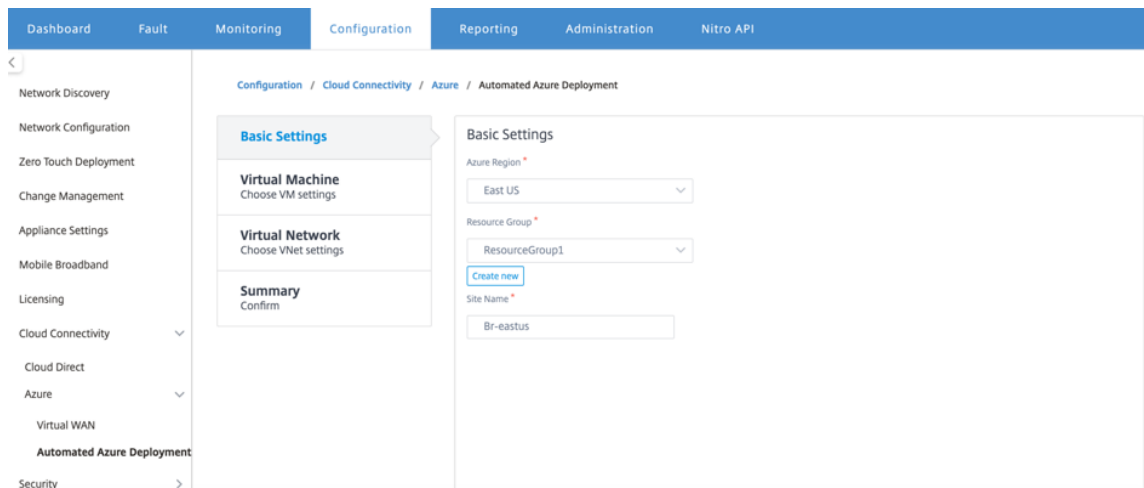 Dashboard Fault Monitoring Configuration Reporting Administration Nitro API
Network Discovery
Network Configuration
Zero Touch Deployment
Change Management
Appliance Settings
Mobile Broadband
Licensing
Cloud Connectivity
Cloud Direct
Azure
Virtual WAN
Automated Azure Deployment
Security
Configuration / Cloud Connectivity / Azure / Automated Azure Deployment
Basic Settings
Virtual Machine
Choose VM settings
Virtual Network
Choose VNet settings
Summary
Confirm
Basic Settings
Azure Region *
East US
Resource Group *
ResourceGroup1
Create new
Site Name *
Br-eastus